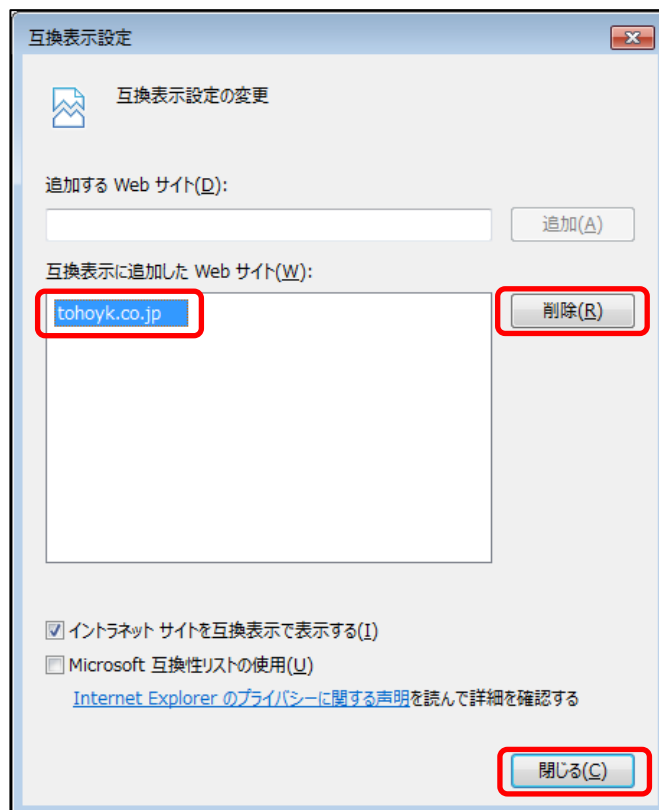 互換表示設定
互換表示設定の変更
追加する Web サイト(D):
追加(A)
互換表示に追加した Web サイト(W):
tohoyk.co.jp
削除(R)
イントラネット サイトを互換表示で表示する(I)
Microsoft 互換性リストの使用(U)
Internet Explorer のプライバシーに関する声明を読んで詳細を確認する
閉じる(C)